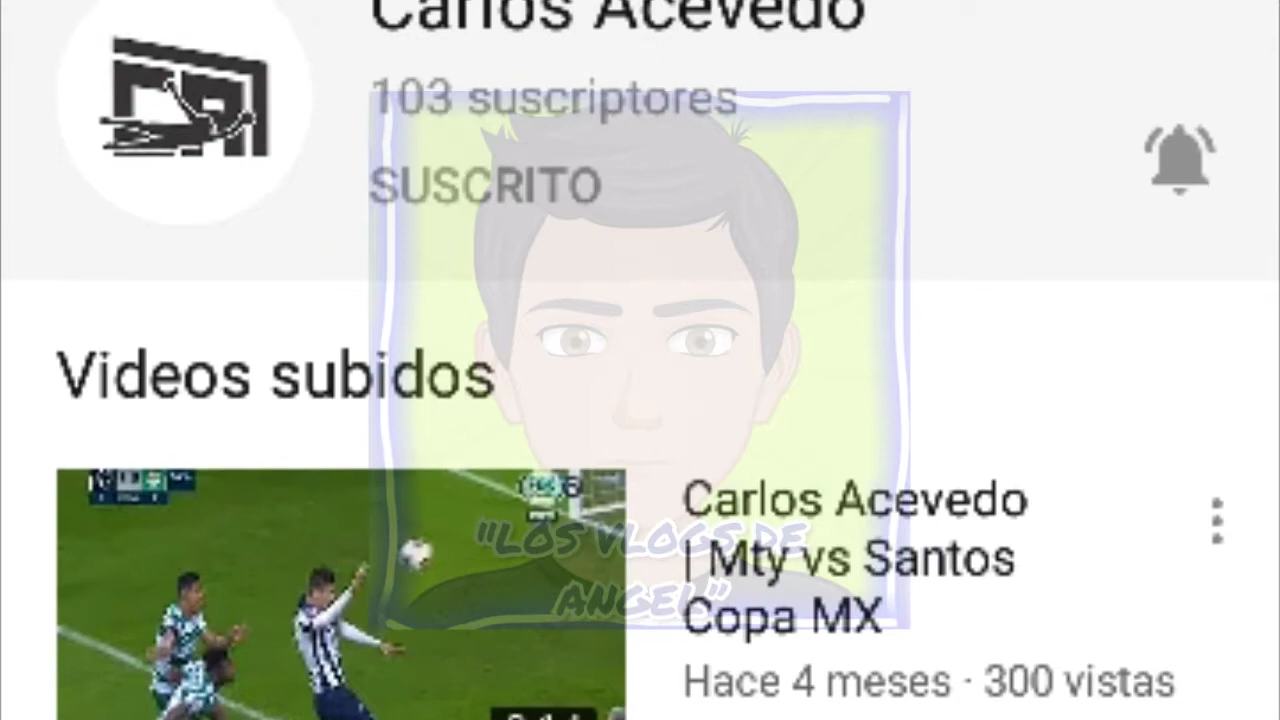 Carlos Acevedo
103 suscriptores
SUSCRITO
Videos subidos
Carlos Acevedo
| Mty vs Santos
Copa MX
Hace 4 meses · 300 vistas
"LOS VLOGS DE
ANGEL"